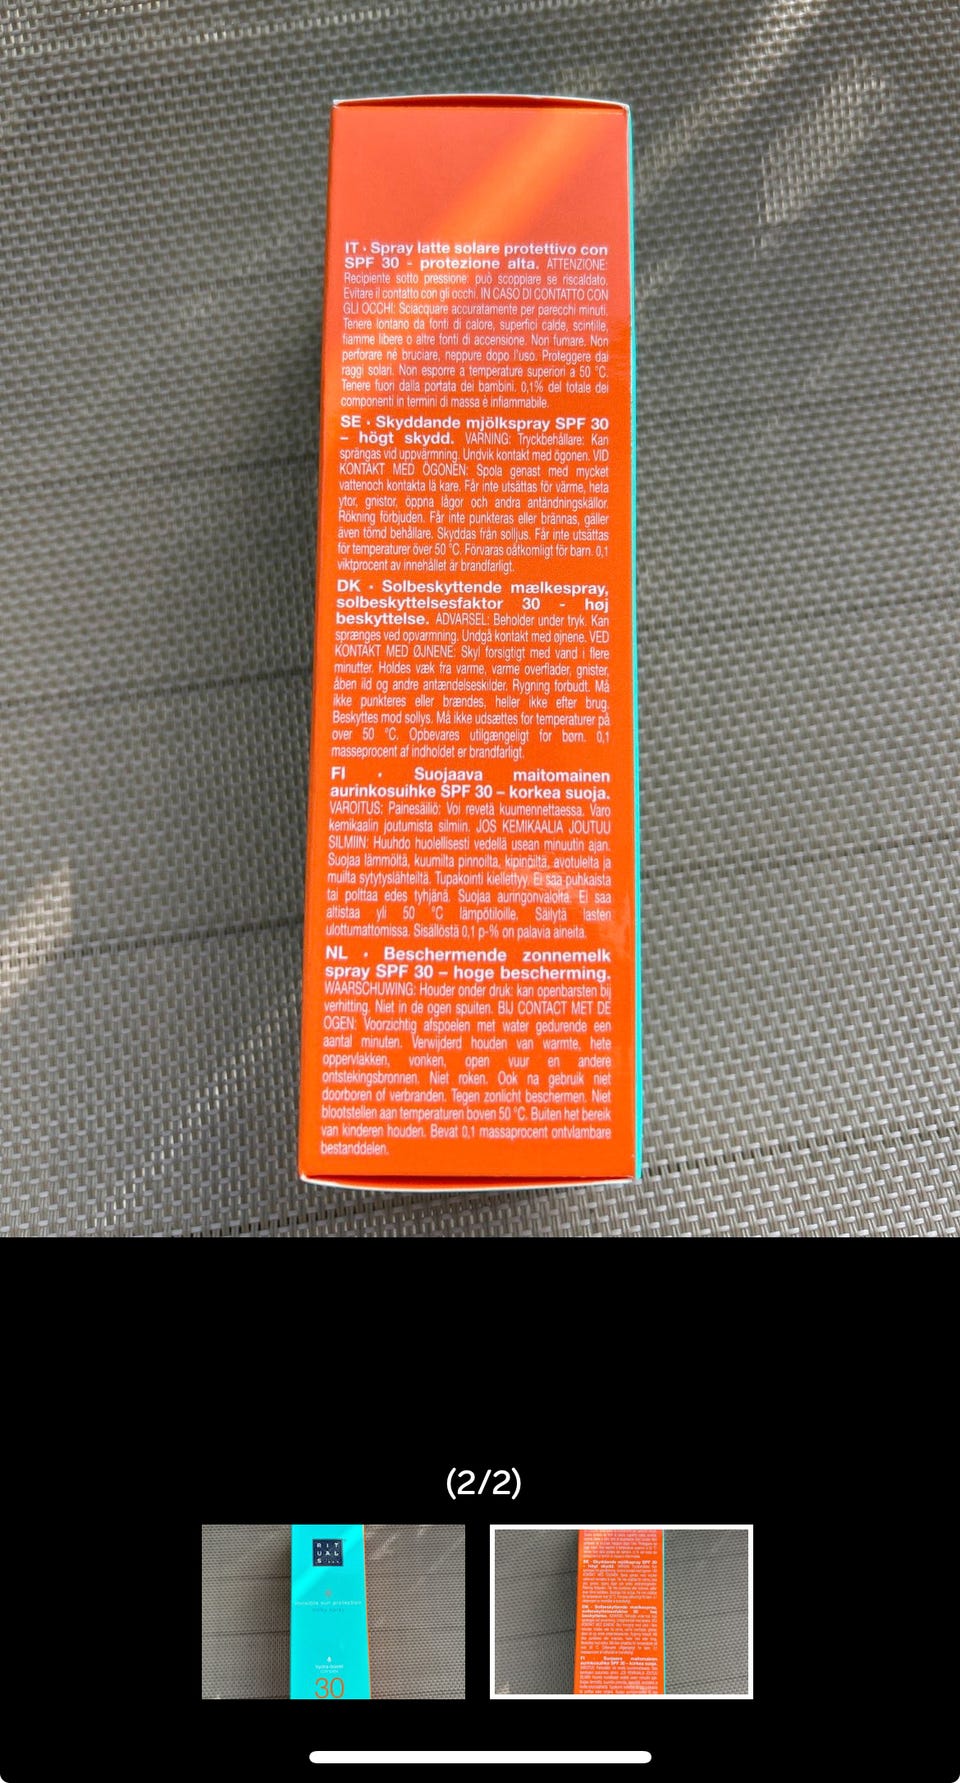 IT · Spray latte solare protettivo con
SPF 30 - protezione alta. ATTENZIONE:
Recipiente sotto pressione: può scoppiare se riscaldato.
Evitare il contatto con gli occhi. IN CASO DI CONTATTO CON
GLI OCCHI: Sciacquare accuratamente per parecchi minuti.
Tenere lontano da fonti di calore, superfici calde, scintille,
fiamme libere o altre fonti di accensione. Non fumare. Non
perforare né bruciare, neppure dopo l'uso. Proteggere dai
raggi solari. Non esporre a temperature superiori a 50 °C.
Tenere fuori dalla portata dei bambini. 0,1% del totale dei
componenti in termini di massa è infiammabile.
SE · Skyddande mjölkspray SPF 30
– högt skydd. VARNING: Tryckbehållare: Kan
sprängas vid uppvärmning. Undvik kontakt med ögonen. VID
KONTAKT MED ÖGONEN: Spola genast med mycket
vattenoch kontakta lä kare. Får inte utsättas för värme, heta
ytor, gnistor, öppna lågor och andra antändningskällor.
Rökning förbjuden. Får inte punkteras eller brännas, gäller
även tömd behållare. Skyddas från solljus. Får inte utsättas
för temperaturer över 50 °C. Förvaras oåtkomligt för barn. 0,1
viktprocent av innehållet är brandfarligt.
DK · Solbeskyttende mælkespray,
solbeskyttelsesfaktor 30 - høj
beskyttelse. ADVARSEL: Beholder under tryk. Kan
sprænges ved opvarmning. Undgå kontakt med øjnene. VED
KONTAKT MED ØJNENE: Skyl forsigtigt med vand i flere
minutter. Holdes væk fra varme, varme overflader, gnister,
åben ild og andre antændelseskilder. Rygning forbudt. Må
ikke punkteres eller brændes, heller ikke efter brug.
Beskyttes mod sollys. Må ikke udsættes for temperaturer på
over 50 °C. Opbevares utilgængeligt for børn. 0,1
masseprocent af indholdet er brandfarligt.
FI · Suojaava maitomainen
aurinkosuihke SPF 30 – korkea suoja.
VAROITUS: Painesäiliö: Voi revetä kuumennettaessa. Varo
kemikaalin joutumista silmiin. JOS KEMIKAALIA JOUTUU
SILMIIN: Huuhdo huolellisesti vedellä usean minuutin ajan.
Suojaa lämmöltä, kuumilta pinnoilta, kipinöiltä, avotulelta ja
muilta sytytyslähteiltä. Tupakointi kiellettyy. Ei saa puhkaista
tai polttaa edes tyhjänä. Suojaa auringonvalolta. Ei saa
altistaa yli 50 °C lämpötiloille. Säilytä lasten
ulottumattomissa. Sisällöstä 0,1 p-% on palavia aineita.
NL · Beschermende zonnemelk
spray SPF 30 – hoge bescherming.
WAARSCHUWING: Houder onder druk: kan openbarsten bij
verhitting. Niet in de ogen spuiten. BIJ CONTACT MET DE
OGEN: Voorzichtig afspoelen met water gedurende een
aantal minuten. Verwijderd houden van warmte, hete
oppervlakken, vonken, open vuur en andere
ontstekingsbronnen. Niet roken. Ook na gebruik niet
doorboren of verbranden. Tegen zonlicht beschermen. Niet
blootstellen aan temperaturen boven 50 °C. Buiten het bereik
van kinderen houden. Bevat 0,1 massaprocent ontvlambare
bestanddelen.
(2/2)
RIT
UAL
S...
invisible sun protection
milky spray
hydra-boost
30